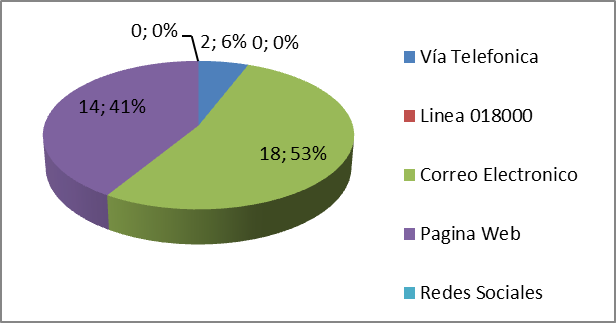 0; 0%
2; 6%
0; 0%
14; 41%
18; 53%
Vía Telefonica
Linea 018000
Correo Electronico
Pagina Web
Redes Sociales